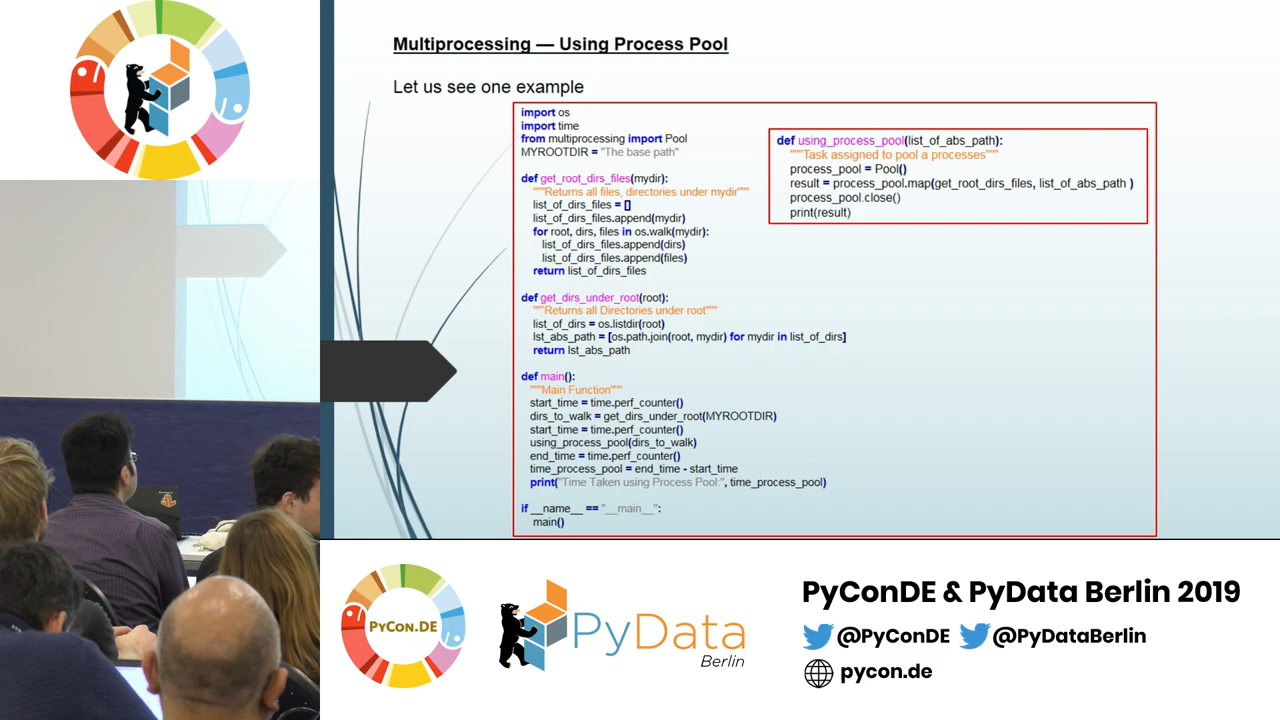 Multiprocessing — Using Process Pool
Let us see one example
import os
import time
from multiprocessing import Pool
MYROOTDIR = "The base path"
def get_root_dirs_files(mydir):
"""Returns all files, directories under mydir"""
list_of_dirs_files = []
list_of_dirs_files.append(mydir)
for root, dirs, files in os.walk(mydir):
list_of_dirs_files.append(dirs)
list_of_dirs_files.append(files)
return list_of_dirs_files
def get_dirs_under_root(root):
"""Returns all Directories under root"""
list_of_dirs = os.listdir(root)
lst_abs_path = [os.path.join(root, mydir) for mydir in list_of_dirs]
return lst_abs_path
def main():
"""Main Function"""
start_time = time.perf_counter()
dirs_to_walk = get_dirs_under_root(MYROOTDIR)
start_time = time.perf_counter()
using_process_pool(dirs_to_walk)
end_time = time.perf_counter()
time_process_pool = end_time - start_time
print("Time Taken using Process Pool:", time_process_pool)
if __name__ == "__main__":
main()
def using_process_pool(list_of_abs_path):
"""Task assigned to pool a processes"""
process_pool = Pool()
result = process_pool.map(get_root_dirs_files, list_of_abs_path )
process_pool.close()
print(result)
PYCON.DE
PyData
Berlin
PyConDE & PyData Berlin 2019
@PyConDE @PyDataBerlin
pycon.de